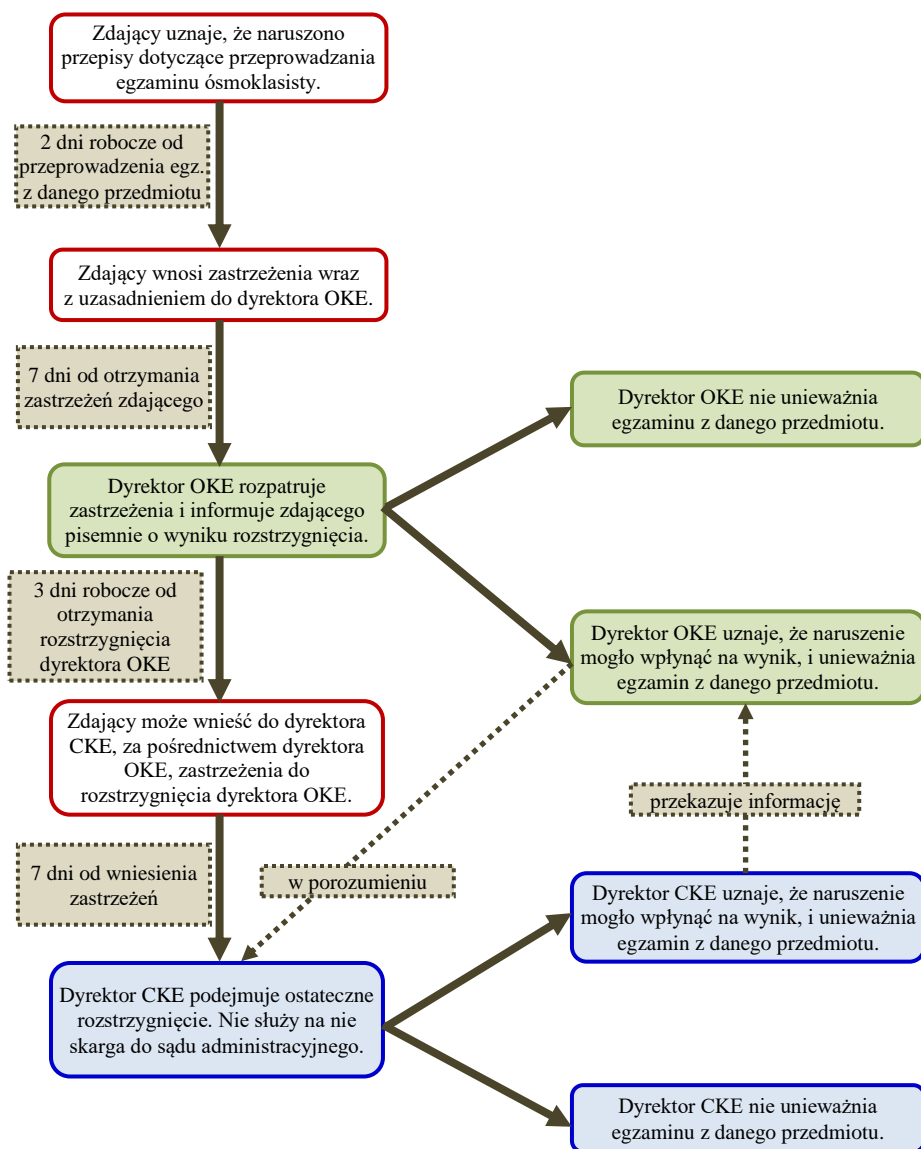 Zdający uznaje, że naruszono
przepisy dotyczące przeprowadzania
egzaminu ósmoklasisty.
2 dni robocze od
przeprowadzenia egz.
z danego przedmiotu
Zdający wnosi zastrzeżenia wraz
z uzasadnieniem do dyrektora OKE.
7 dni od otrzymania
zastrzeżeń zdającego
Dyrektor OKE nie unieważnia
egzaminu z danego przedmiotu.
Dyrektor OKE rozpatruje
zastrzeżenia i informuje zdającego
pisemnie o wyniku rozstrzygnięcia.
3 dni robocze od
otrzymania
rozstrzygnięcia
dyrektora OKE
Dyrektor OKE uznaje, że naruszenie
mogło wpłynąć na wynik, i unieważnia
egzamin z danego przedmiotu.
Zdający może wnieść do dyrektora
CKE, za pośrednictwem dyrektora
OKE, zastrzeżenia do
rozstrzygnięcia dyrektora OKE.
przekazuje informację
7 dni od wniesienia
zastrzeżeń
w porozumieniu
Dyrektor CKE uznaje, że naruszenie
mogło wpłynąć na wynik, i unieważnia
egzamin z danego przedmiotu.
Dyrektor CKE podejmuje ostateczne
rozstrzygnięcie. Nie służy na nie
skarga do sądu administracyjnego.
Dyrektor CKE nie unieważnia
egzaminu z danego przedmiotu.